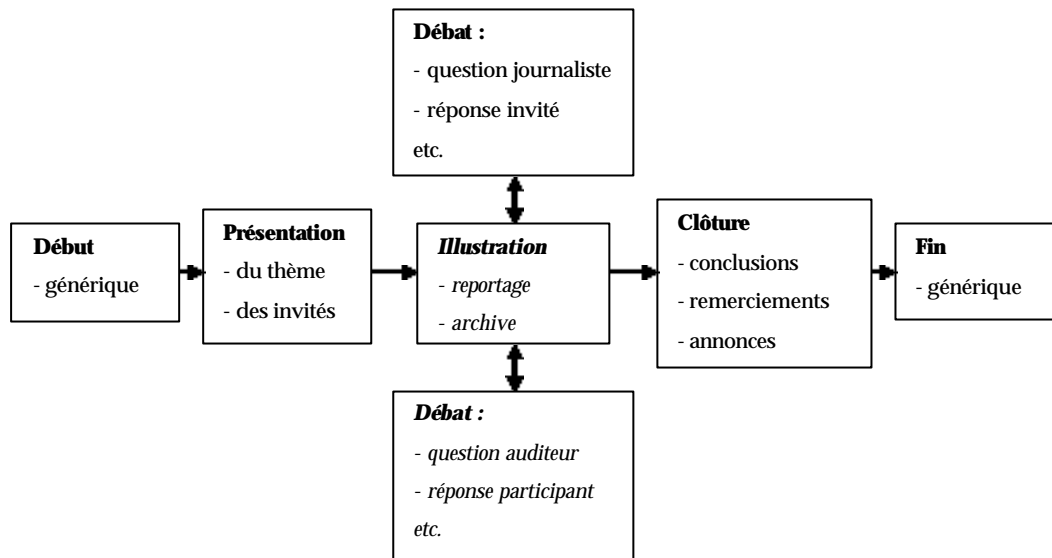 Débat :
- question journaliste
- réponse invité
etc.
Début
- générique
Présentation
- du thème
- des invités
Illustration
- reportage
- archive
Clôture
- conclusions
- remerciements
- annonces
Fin
- générique
Débat :
- question auditeur
- réponse participant
etc.